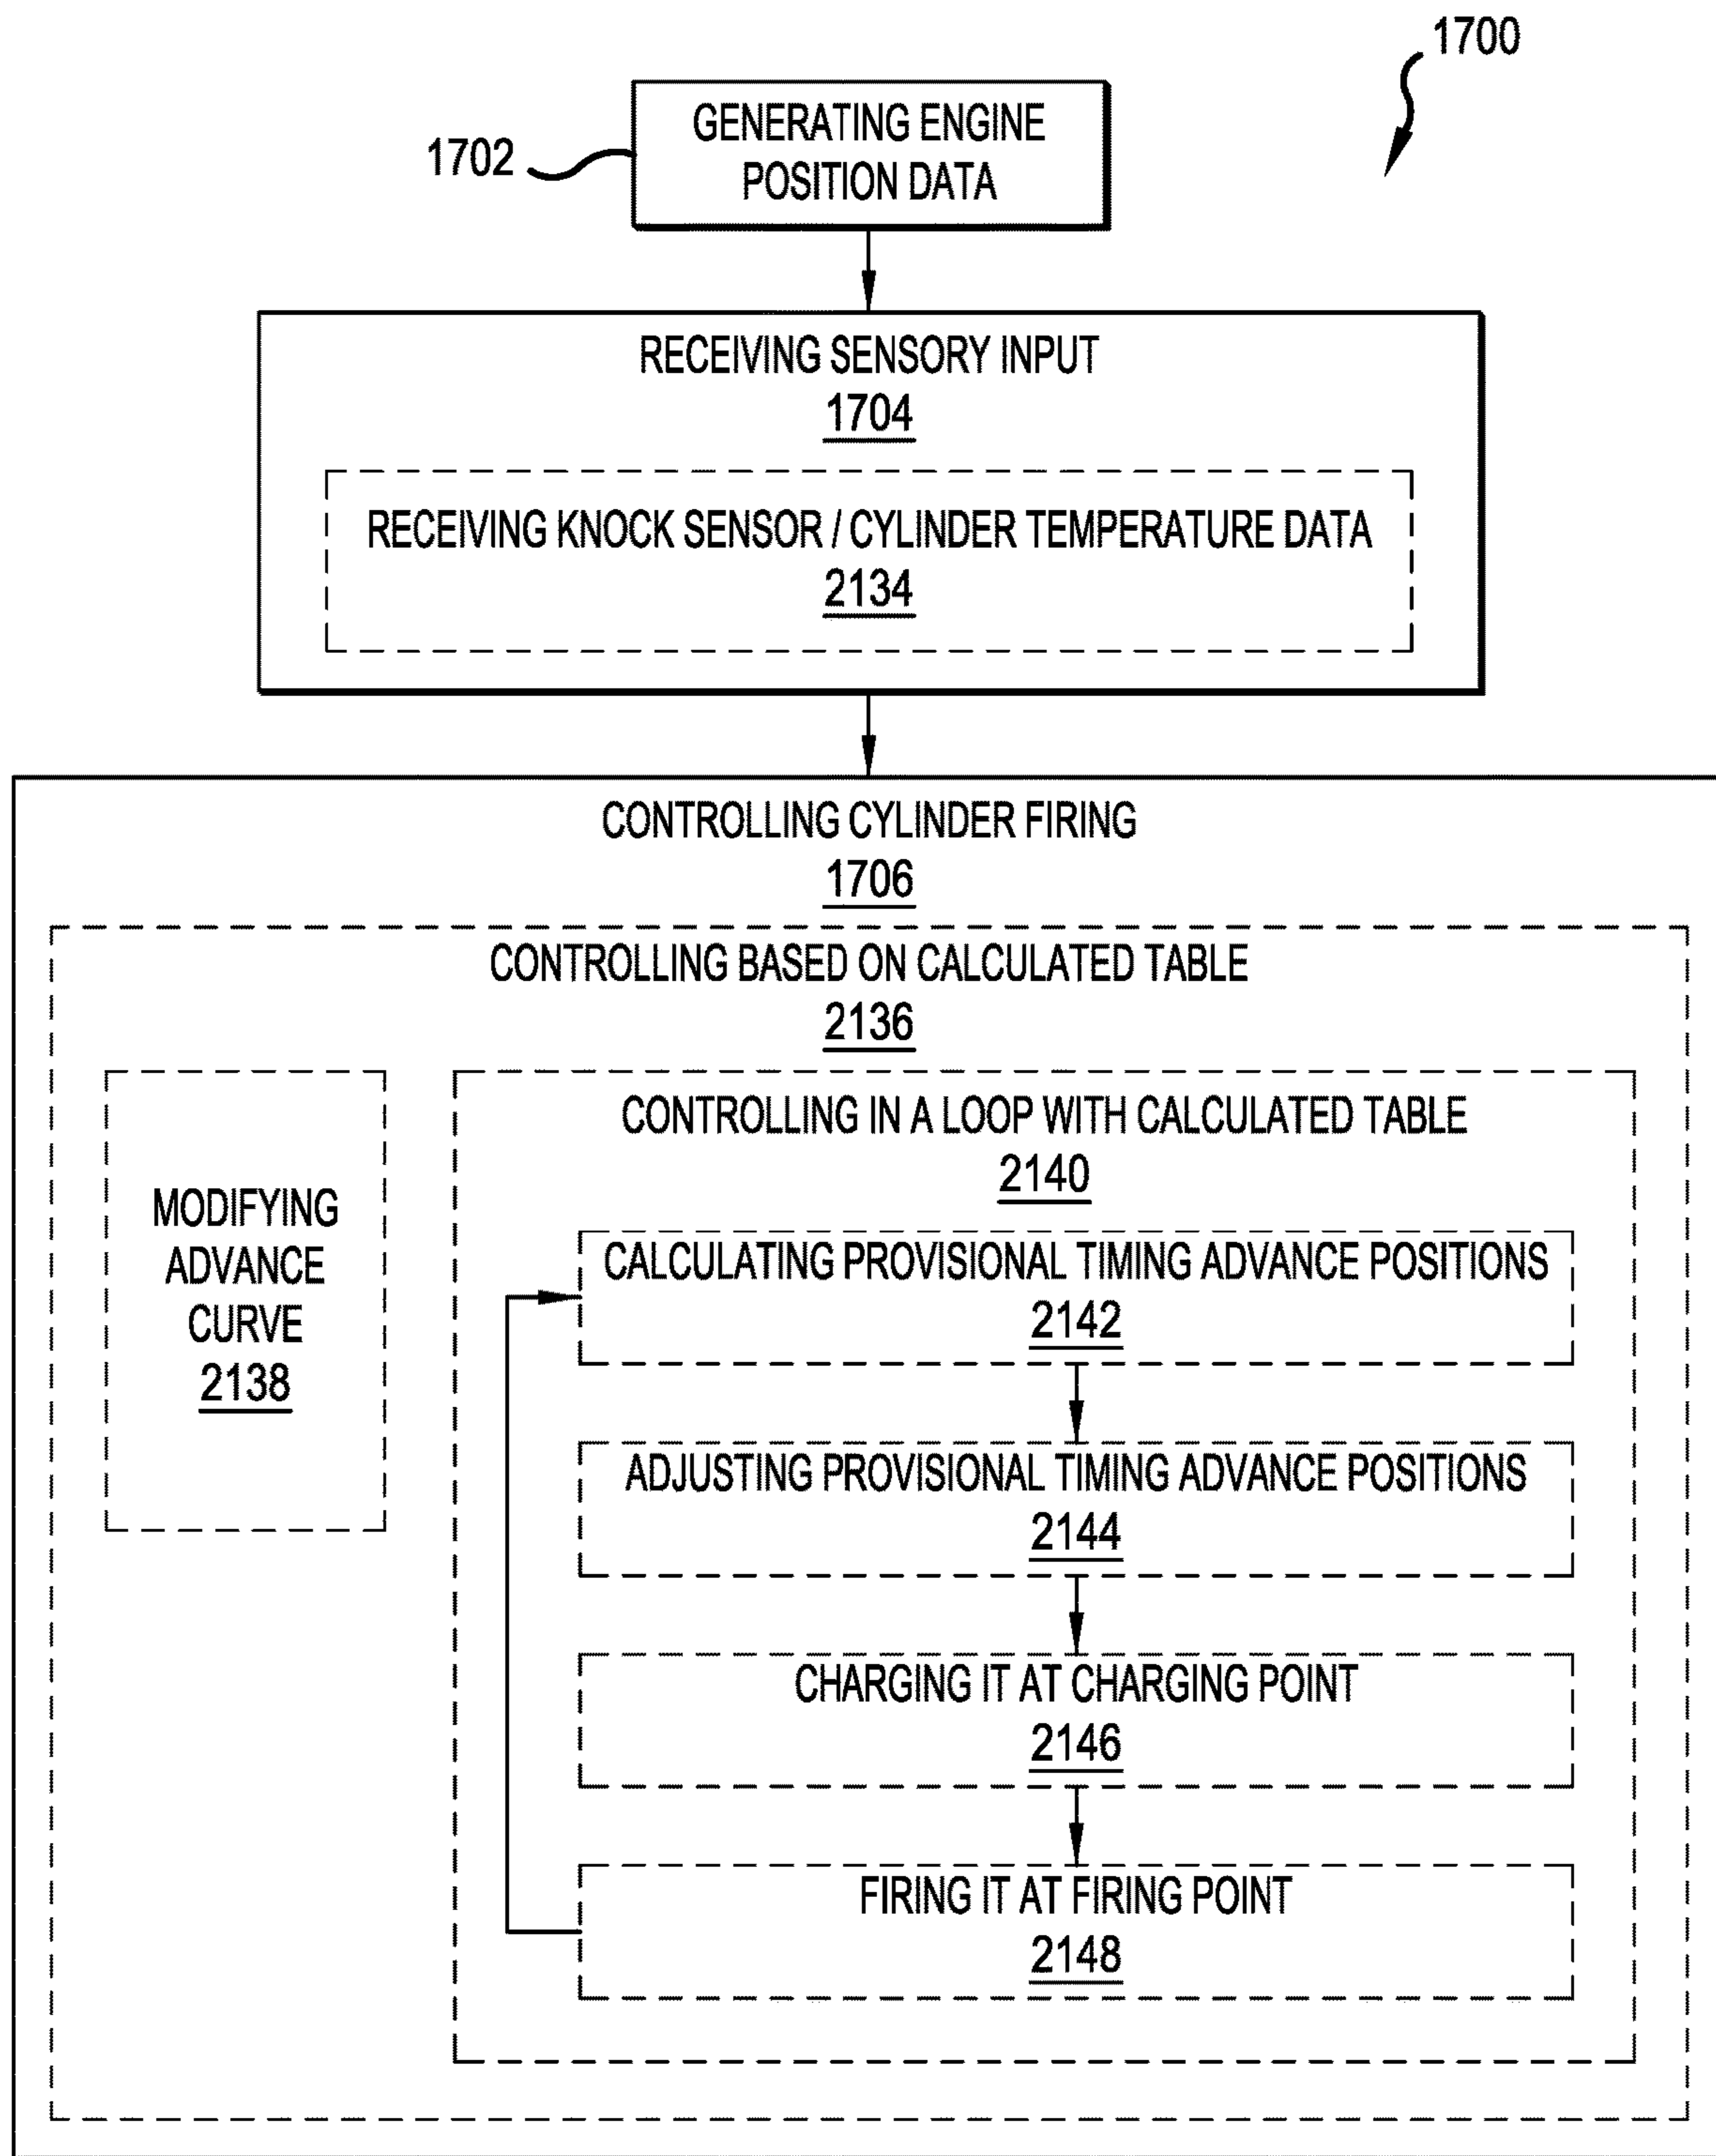 1700
GENERATING ENGINE
POSITION DATA
1702
RECEIVING SENSORY INPUT
1704
RECEIVING KNOCK SENSOR / CYLINDER TEMPERATURE DATA
2134
CONTROLLING CYLINDER FIRING
1706
CONTROLLING BASED ON CALCULATED TABLE
2136
MODIFYING
ADVANCE
CURVE
2138
CONTROLLING IN A LOOP WITH CALCULATED TABLE
2140
CALCULATING PROVISIONAL TIMING ADVANCE POSITIONS
2142
ADJUSTING PROVISIONAL TIMING ADVANCE POSITIONS
2144
CHARGING IT AT CHARGING POINT
2146
FIRING IT AT FIRING POINT
2148